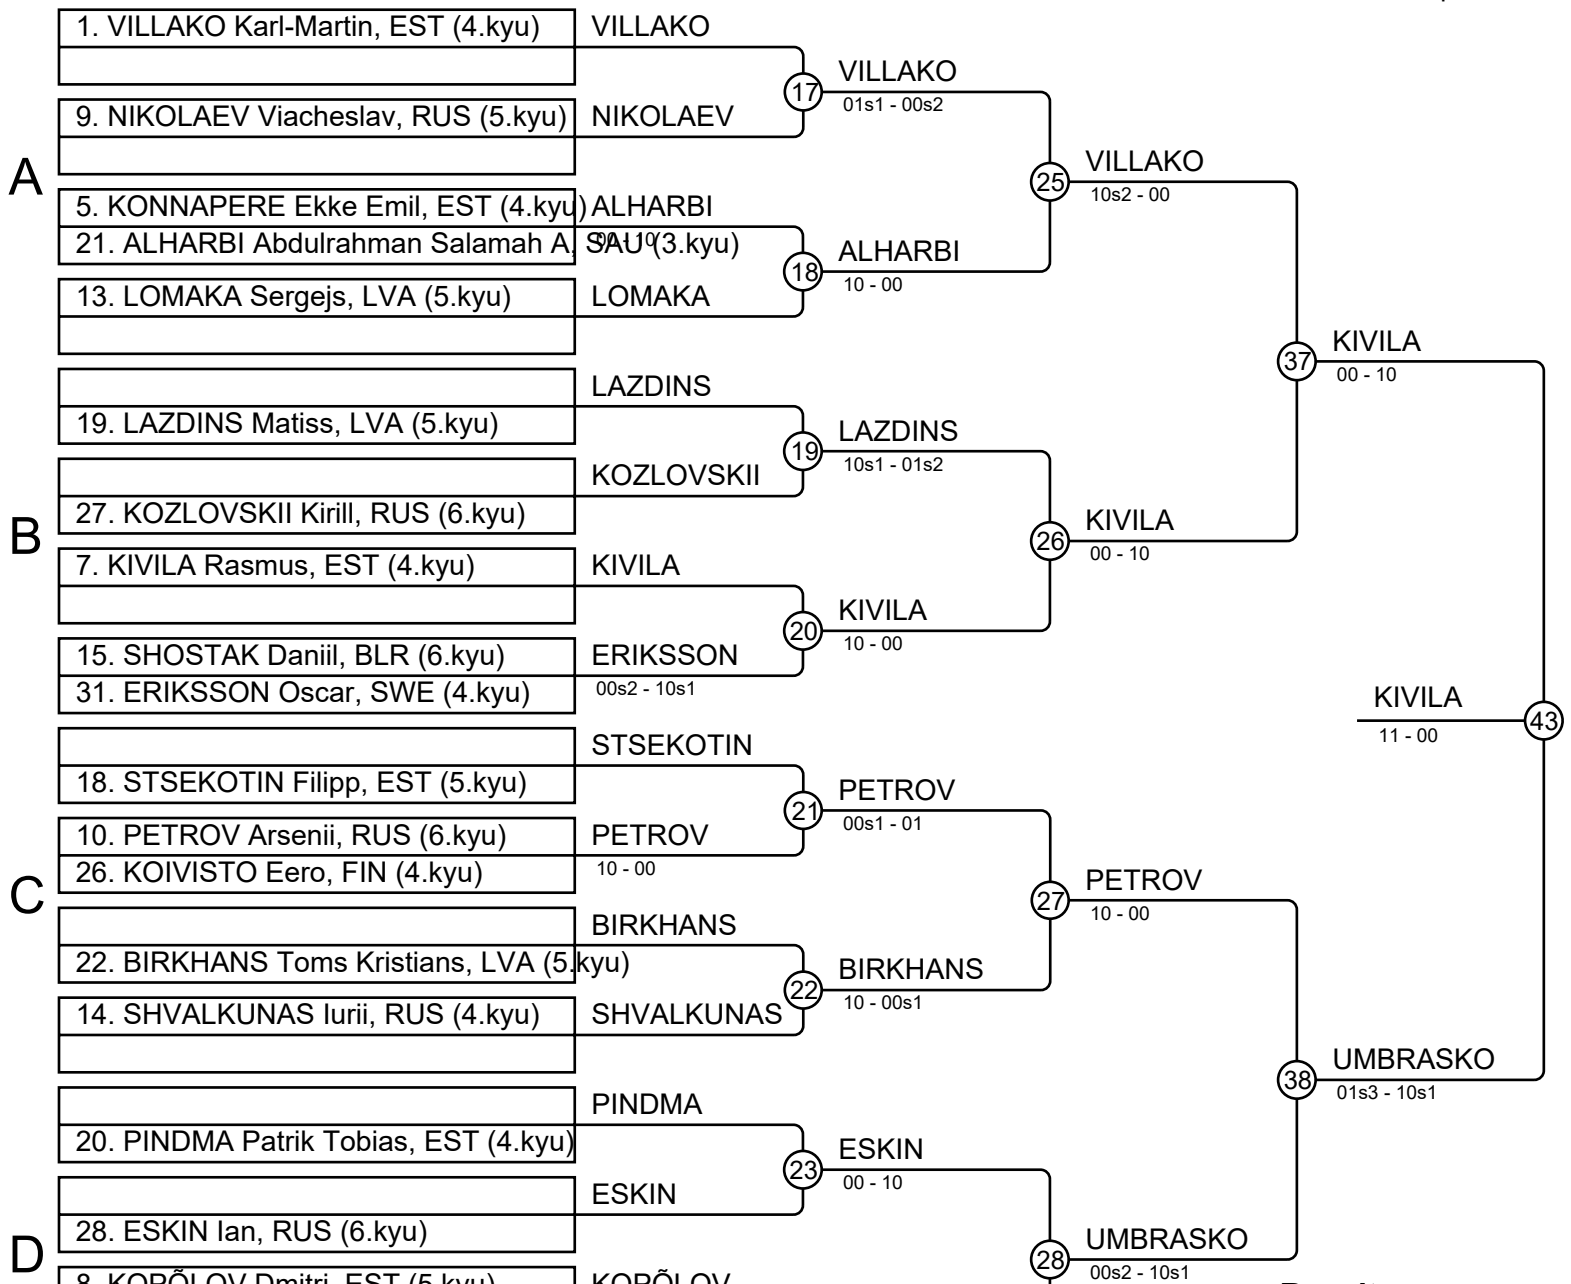 1. VILLAKO Karl-Martin, EST (4.kyu)
VILLAKO
17
VILLAKO
01s1 - 00s2
9. NIKOLAEV Viacheslav, RUS (5.kyu)
NIKOLAEV
A
25
VILLAKO
10s2 - 00
5. KONNAPERE Ekke Emil, EST (4.kyu)
ALHARBI
21. ALHARBI Abdulrahman Salamah A, SAU (3.kyu)
00 - 10
18
ALHARBI
10 - 00
13. LOMAKA Sergejs, LVA (5.kyu)
LOMAKA
37
KIVILA
00 - 10
LAZDINS
19. LAZDINS Matiss, LVA (5.kyu)
19
LAZDINS
10s1 - 01s2
KOZLOVSKII
27. KOZLOVSKII Kirill, RUS (6.kyu)
B
26
KIVILA
00 - 10
7. KIVILA Rasmus, EST (4.kyu)
KIVILA
20
KIVILA
10 - 00
15. SHOSTAK Daniil, BLR (6.kyu)
ERIKSSON
31. ERIKSSON Oscar, SWE (4.kyu)
00s2 - 10s1
KIVILA
11 - 00
43
STSEKOTIN
18. STSEKOTIN Filipp, EST (5.kyu)
21
PETROV
00s1 - 01
10. PETROV Arsenii, RUS (6.kyu)
PETROV
26. KOIVISTO Eero, FIN (4.kyu)
10 - 00
C
27
PETROV
10 - 00
BIRKHANS
22. BIRKHANS Toms Kristians, LVA (5.kyu)
22
BIRKHANS
10 - 00s1
14. SHVALKUNAS Iurii, RUS (4.kyu)
SHVALKUNAS
38
UMBRASKO
01s3 - 10s1
PINDMA
20. PINDMA Patrik Tobias, EST (4.kyu)
23
ESKIN
00 - 10
ESKIN
28. ESKIN Ian, RUS (6.kyu)
D
28
UMBRASKO
00s2 - 10s1
8. KOPÕLOV Dmitri, EST (5.kyu)
KOPÕLOV